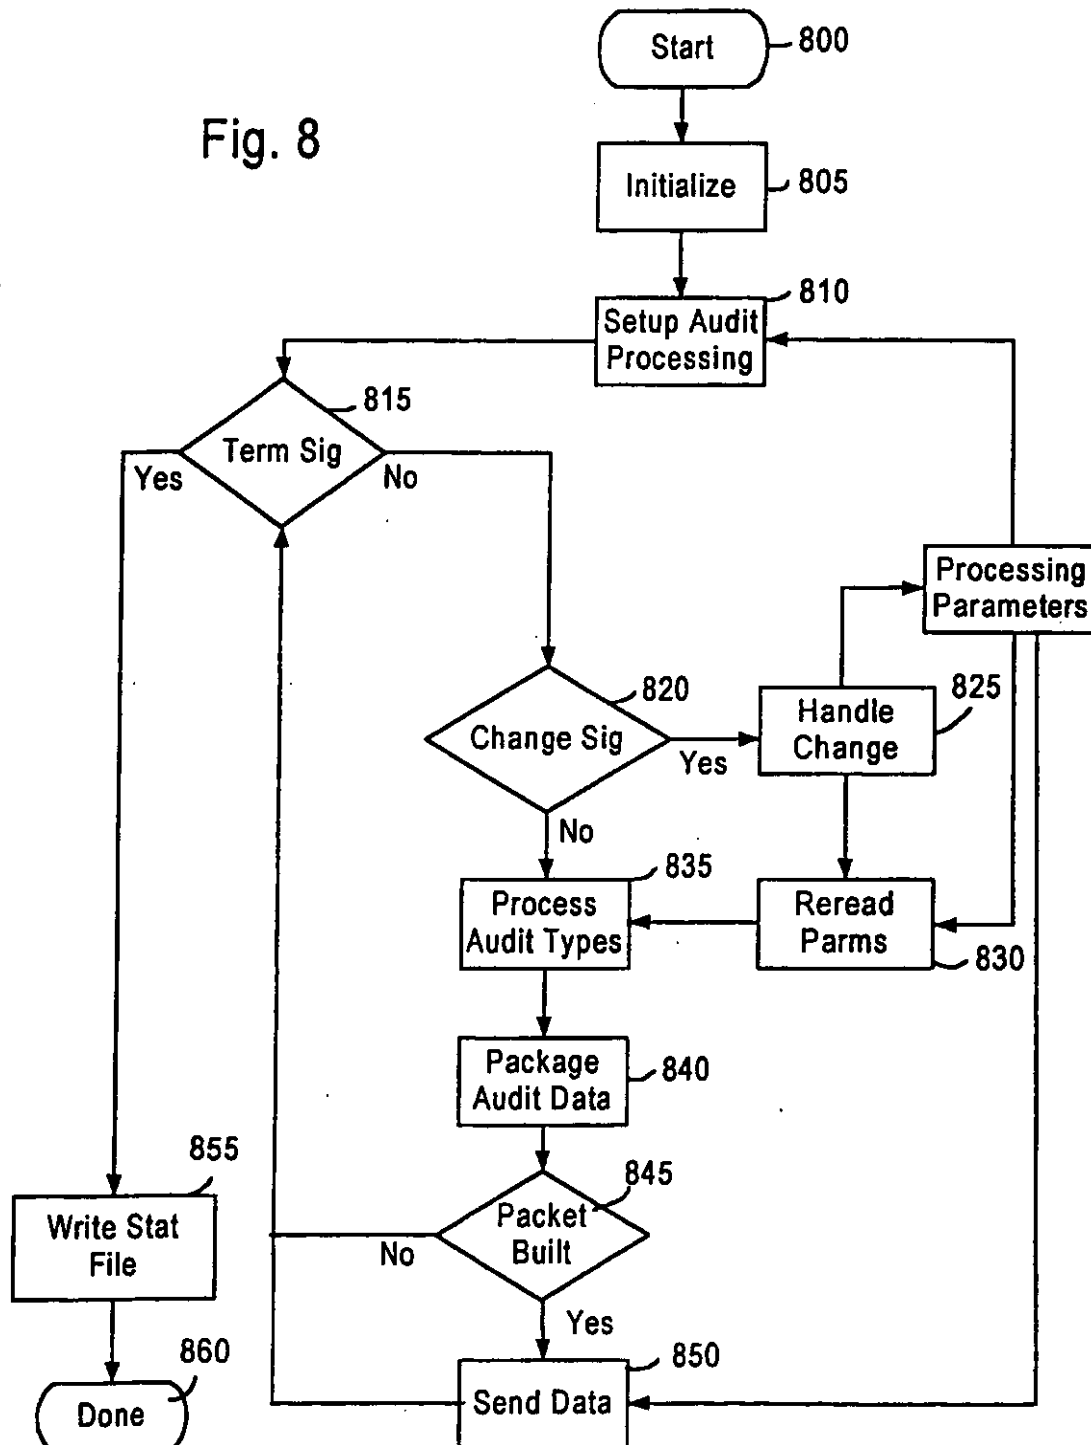 Start
800
Fig. 8
Initialize
805
810
Setup Audit
Processing
815
Term Sig
Yes
No
Processing
Parameters
820
Change Sig
Yes
Handle
Change
825
No
835
Process
Audit Types
Reread
Parms
830
Package
Audit Data
840
855
Write Stat
File
845
Packet
Built
No
Yes
860
Done
850
Send Data